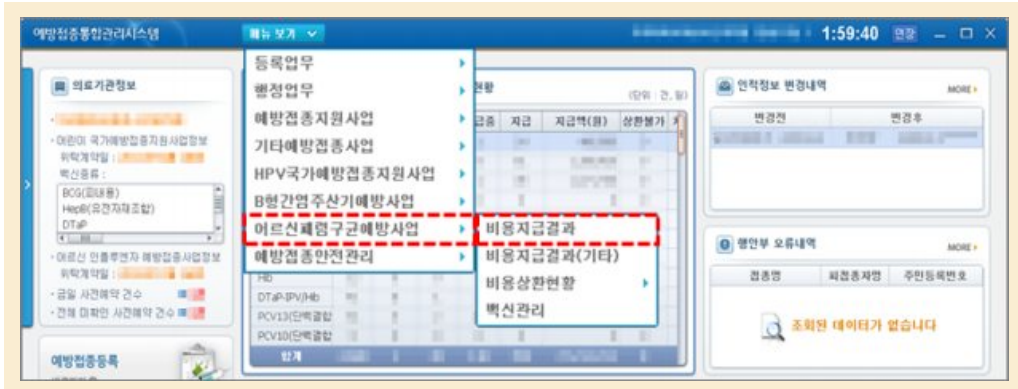 예방접종통합관리시스템
메뉴 보기
1:59:40 연장
의료기관정보
어린이 국가예방접종지원사업정보
위탁계약일 :
백신종류 :
BCG(피내용)
HepB(유전자재조합)
DTaP
어르신 인플루엔자 예방접종사업정보
위탁계약일 :
금일 사전예약 건수
전체 미확인 사전예약 건수
예방접종등록
등록업무
행정업무
예방접종지원사업
기타예방접종사업
HPV국가예방접종지원사업
B형간염주산기예방사업
어르신폐렴구균예방사업
예방접종안전관리
비용지급결과
비용지급결과(기타)
비용상환현황
백신관리
현황
(단위 : 건, 원)
지급 지급액(원) 상환불가
Hib
DTaP-IPV/Hib
PCV13(단백결합
PCV10(단백결합
합계
인적정보 변경내역 MORE
변경전 변경후
행안부 오류내역 MORE
접종명 피접종자명 주민등록번호
조회된 데이터가 없습니다